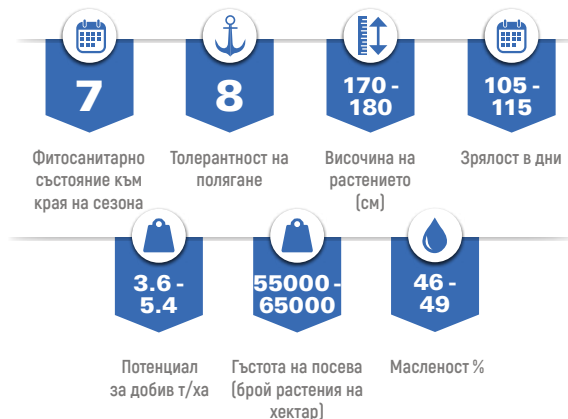 7
Фитосанитарно
състояние към
края на сезона
8
Толерантност на
полягане
170 -
180
Височина на
растението
(см)
105 -
115
Зрялост в дни
3.6 -
5.4
Потенциал
за добив т/ха
55000 -
65000
Гъстота на посева
(брой растения на
хектар)
46 -
49
Масленост %